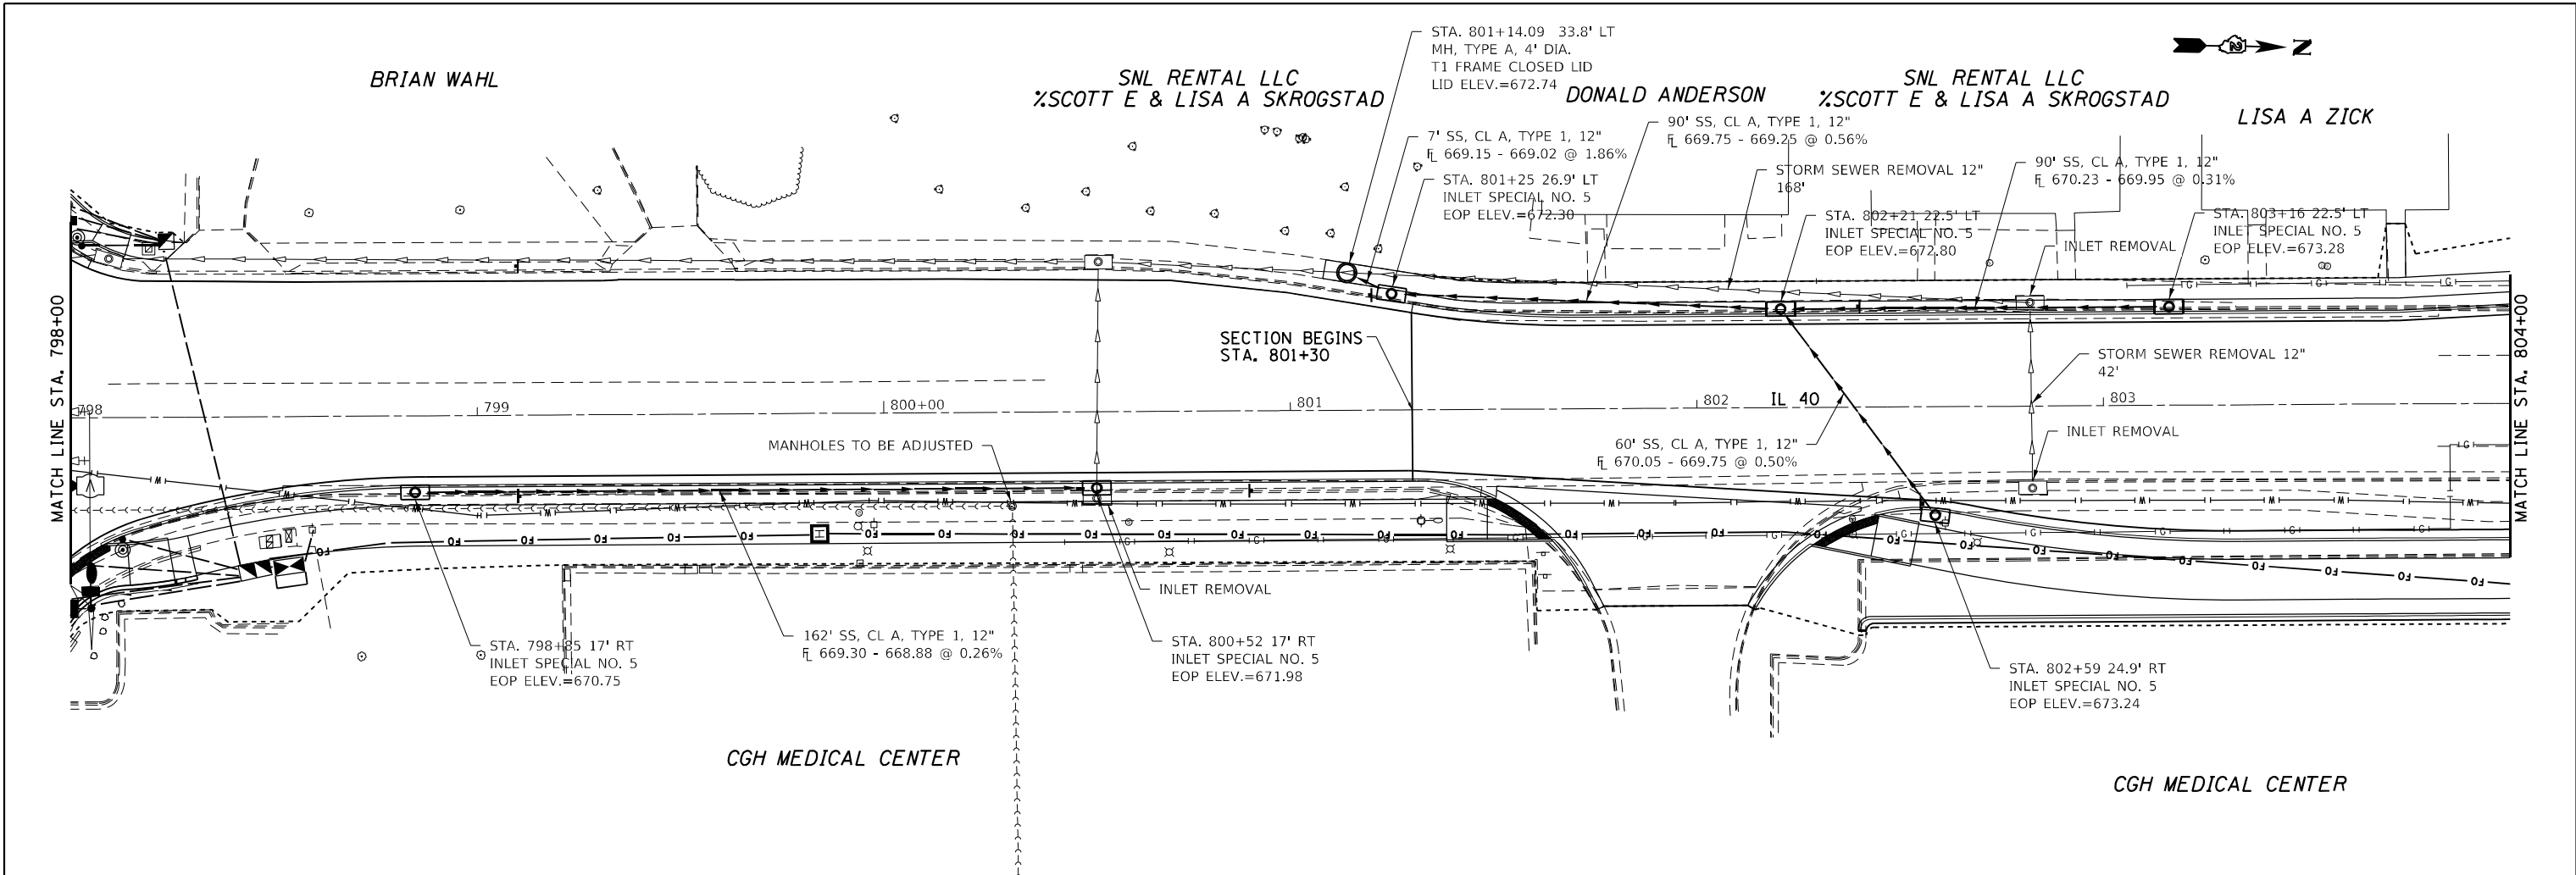 BRIAN WAHL
SNL RENTAL LLC
%SCOTT E & LISA A SKROGSTAD
STA. 801+14.09 33.8' LT
MH, TYPE A, 4' DIA.
T1 FRAME CLOSED LID
LID ELEV.=672.74
DONALD ANDERSON
SNL RENTAL LLC
%SCOTT E & LISA A SKROGSTAD
LISA A ZICK
N
7' SS, CL A, TYPE 1, 12"
FL 669.15 - 669.02 @ 1.86%
90' SS, CL A, TYPE 1, 12"
FL 669.75 - 669.25 @ 0.56%
STORM SEWER REMOVAL 12"
168'
90' SS, CL A, TYPE 1, 12"
FL 670.23 - 669.95 @ 0.31%
STA. 801+25 26.9' LT
INLET SPECIAL NO. 5
EOP ELEV.=672.30
STA. 802+21 22.5' LT
INLET SPECIAL NO. 5
EOP ELEV.=672.80
INLET REMOVAL
STA. 803+16 22.5' LT
INLET SPECIAL NO. 5
EOP ELEV.=673.28
MATCH LINE STA. 798+00
SECTION BEGINS
STA. 801+30
STORM SEWER REMOVAL 12"
42'
MATCH LINE STA. 804+00
798
799
800+00
801
802
IL 40
803
MANHOLES TO BE ADJUSTED
60' SS, CL A, TYPE 1, 12"
FL 670.05 - 669.75 @ 0.50%
INLET REMOVAL
INLET REMOVAL
STA. 798+85 17' RT
INLET SPECIAL NO. 5
EOP ELEV.=670.75
162' SS, CL A, TYPE 1, 12"
FL 669.30 - 668.88 @ 0.26%
STA. 800+52 17' RT
INLET SPECIAL NO. 5
EOP ELEV.=671.98
STA. 802+59 24.9' RT
INLET SPECIAL NO. 5
EOP ELEV.=673.24
CGH MEDICAL CENTER
CGH MEDICAL CENTER